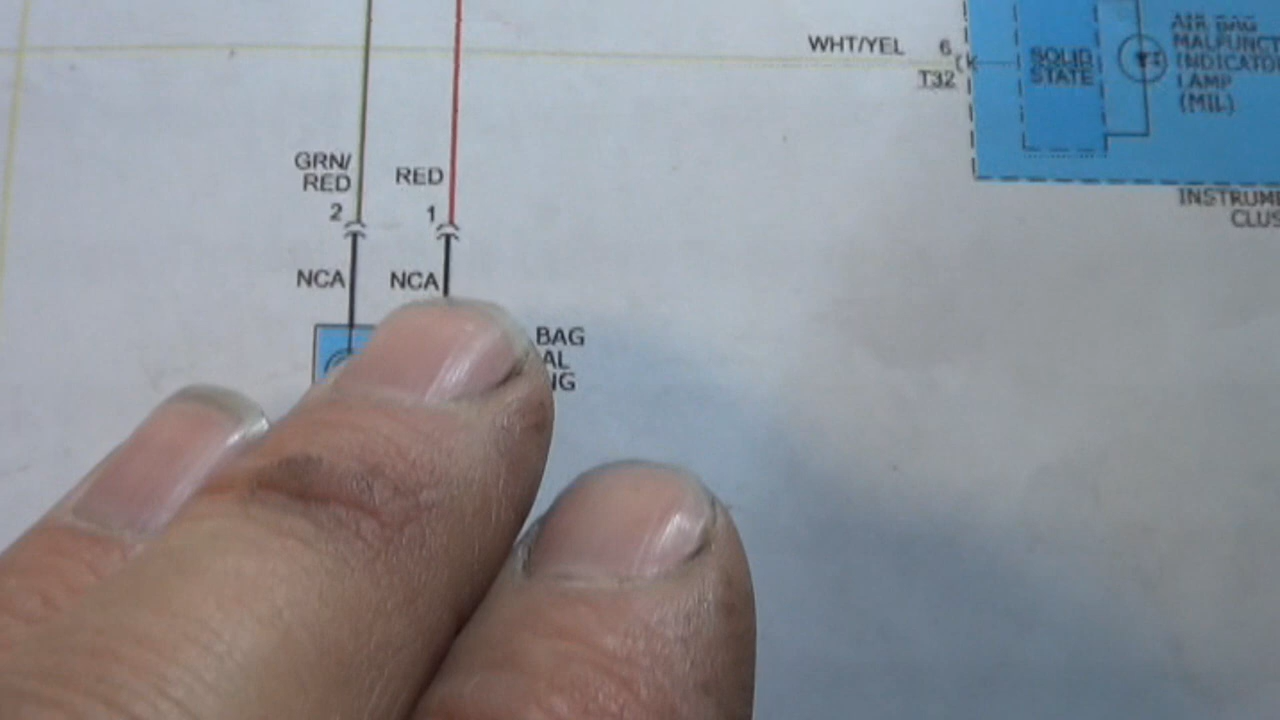 WHT/YEL 6
T32
SOLID
STATE
AIR BAG
MALFUNCT
INDICATO
LAMP
(MIL)
INSTRUME
CLUS
GRN/
RED
2
RED
1
NCA
NCA
BAG
AL
NG